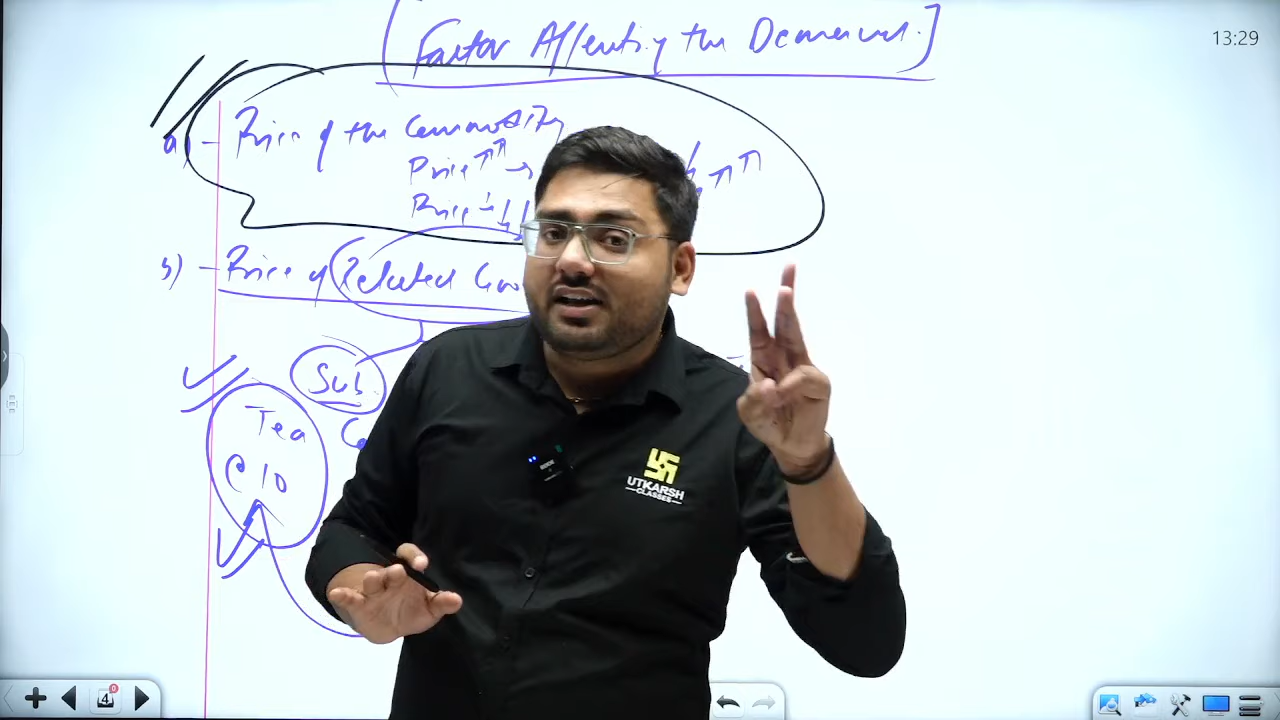 [Factor Affecting the Demand.]
13:29
a) - Price of the Commodity
Price ↑↑ →
↑↑
Price ↓↓
b) - Price of Related
Sub.
Tea
@ 10
UTKARSH
CLASSES
4